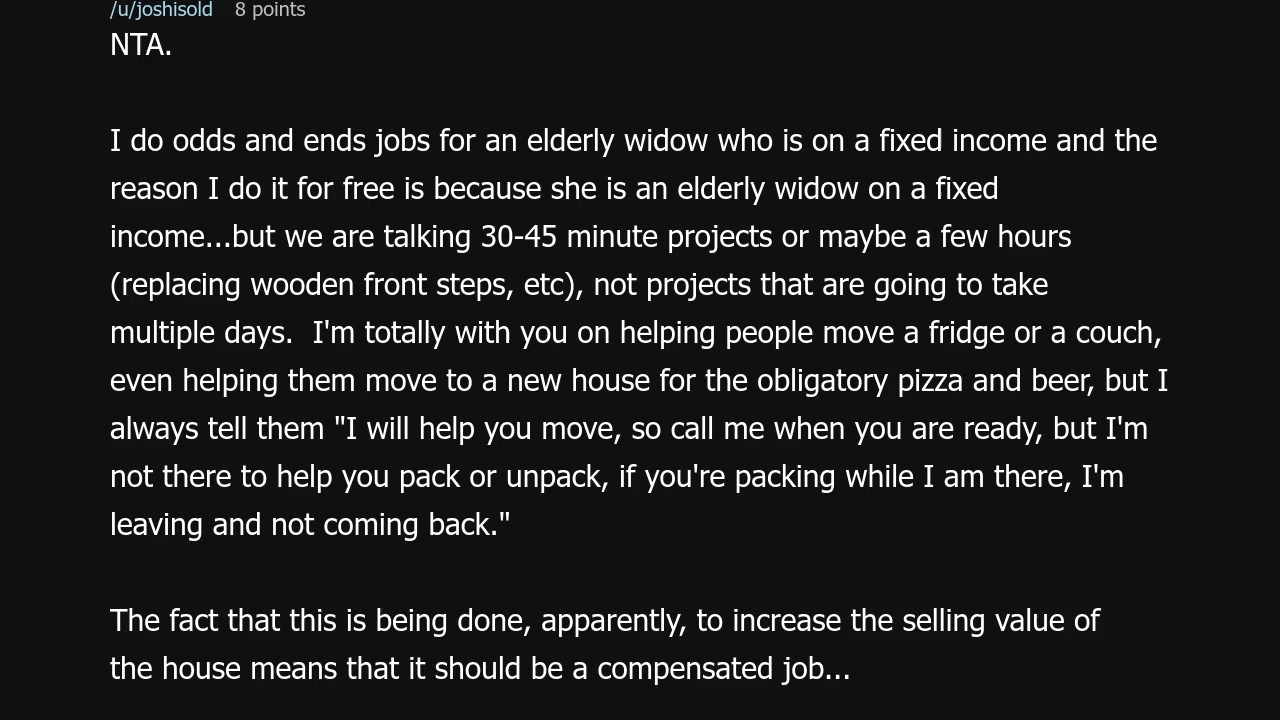 /u/joshisold 8 points
NTA.
I do odds and ends jobs for an elderly widow who is on a fixed income and the
reason I do it for free is because she is an elderly widow on a fixed
income...but we are talking 30-45 minute projects or maybe a few hours
(replacing wooden front steps, etc), not projects that are going to take
multiple days.  I'm totally with you on helping people move a fridge or a couch,
even helping them move to a new house for the obligatory pizza and beer, but I
always tell them "I will help you move, so call me when you are ready, but I'm
not there to help you pack or unpack, if you're packing while I am there, I'm
leaving and not coming back."
The fact that this is being done, apparently, to increase the selling value of
the house means that it should be a compensated job...